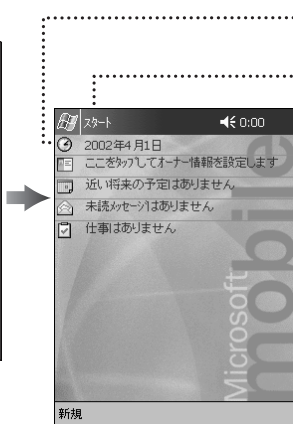 スタート 0:00
2002年4月1日
ここをタップしてオーナー情報を設定します
近い将来の予定はありません
未読メッセージはありません
仕事はありません
Microsoft
mobile
新規